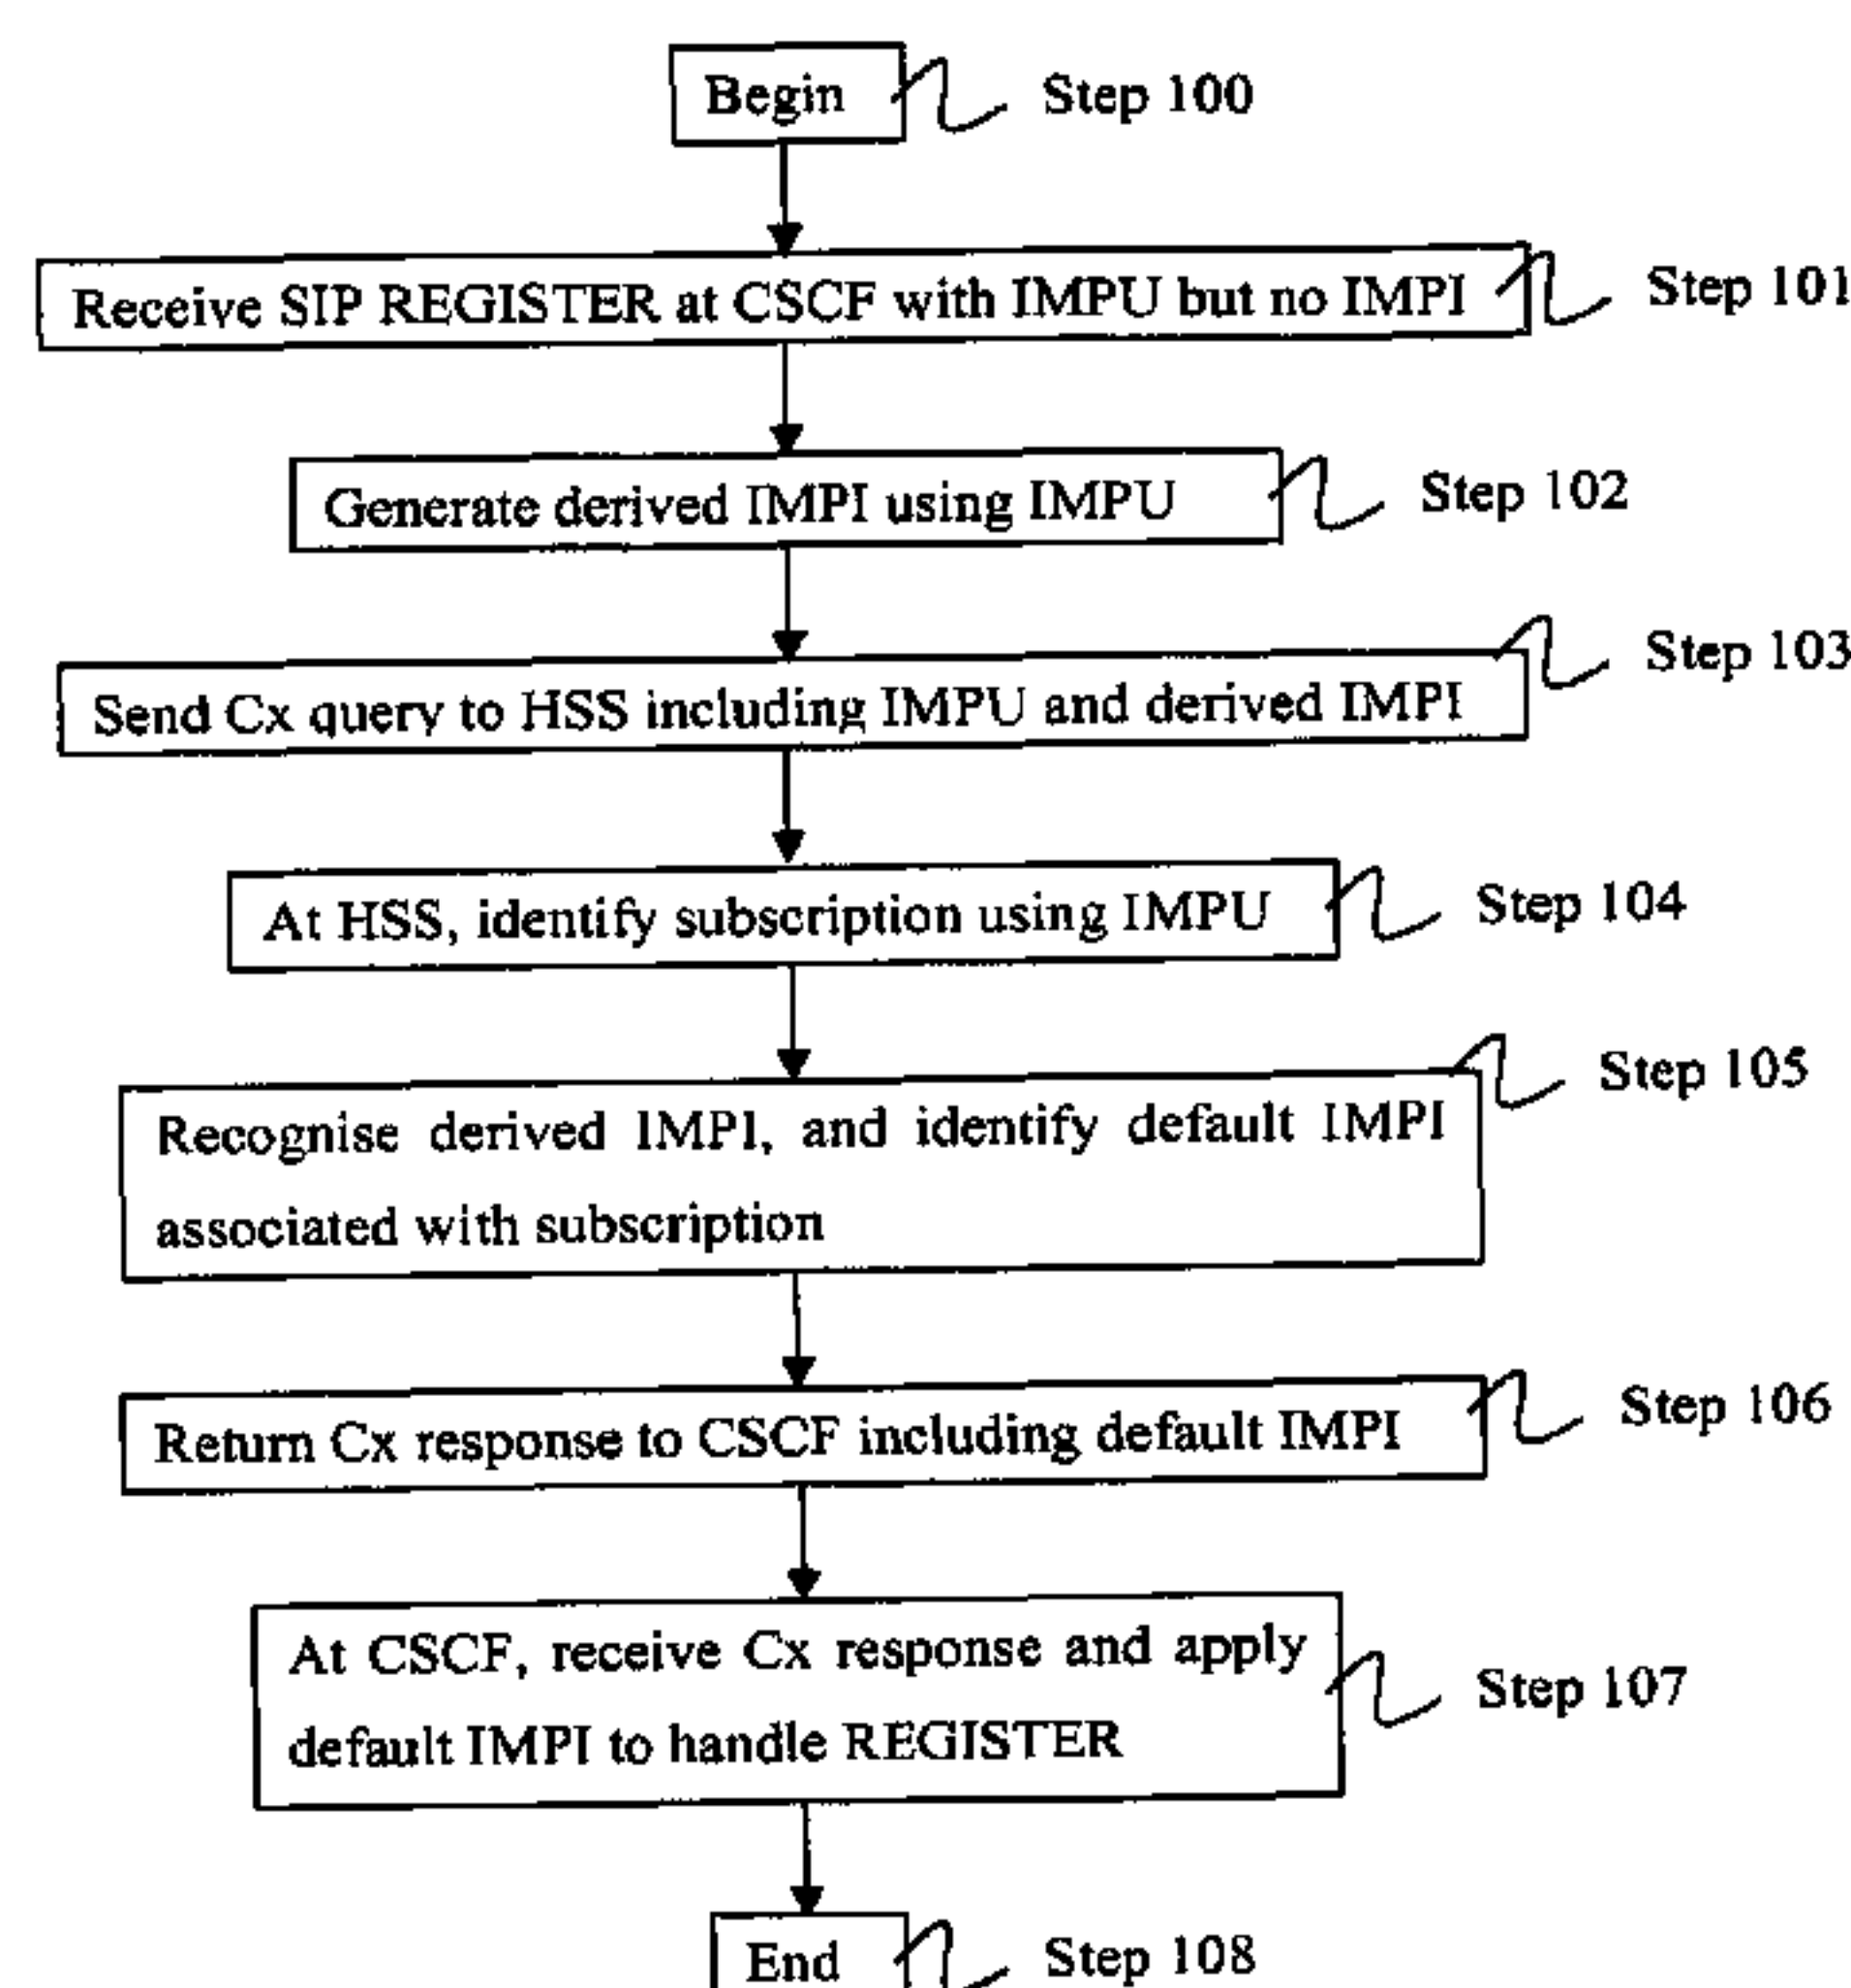 Begin Step 100
Receive SIP REGISTER at CSCF with IMPU but no IMPI Step 101
Generate derived IMPI using IMPU Step 102
Send Cx query to HSS including IMPU and derived IMPI Step 103
At HSS, identify subscription using IMPU Step 104
Step 105
Recognise derived IMPI, and identify default IMPI
associated with subscription
Return Cx response to CSCF including default IMPI Step 106
At CSCF, receive Cx response and apply
default IMPI to handle REGISTER
Step 107
End Step 108